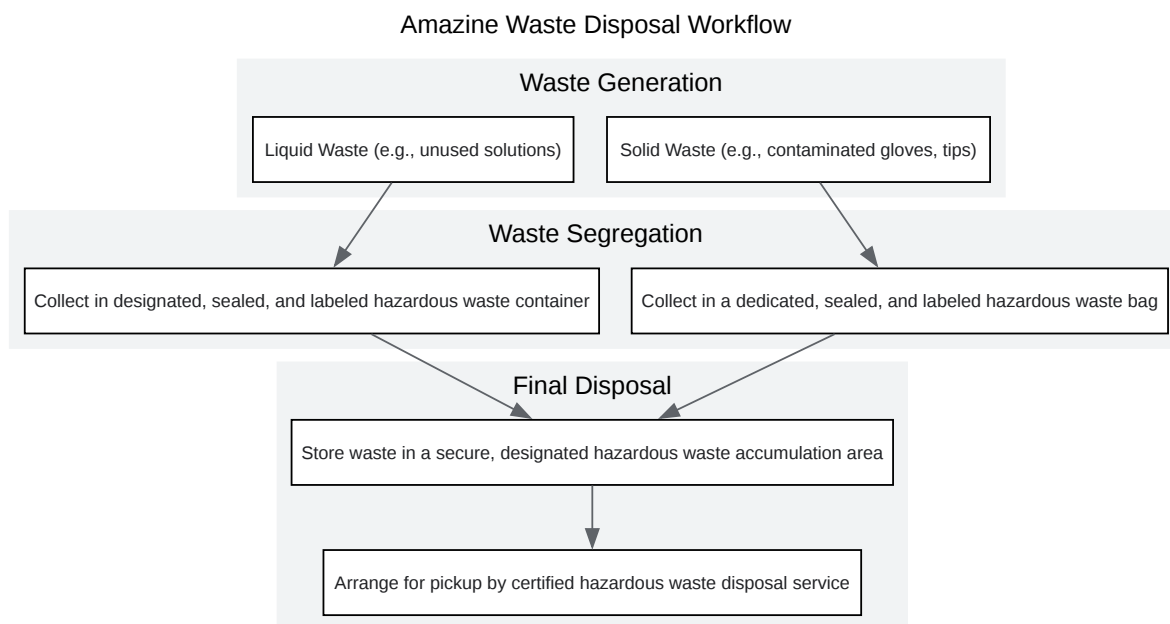 Amazine Waste Disposal Workflow
Waste Generation
Liquid Waste (e.g., unused solutions)
Solid Waste (e.g., contaminated gloves, tips)
Waste Segregation
Collect in designated, sealed, and labeled hazardous waste container
Collect in a dedicated, sealed, and labeled hazardous waste bag
Final Disposal
Store waste in a secure, designated hazardous waste accumulation area
Arrange for pickup by certified hazardous waste disposal service